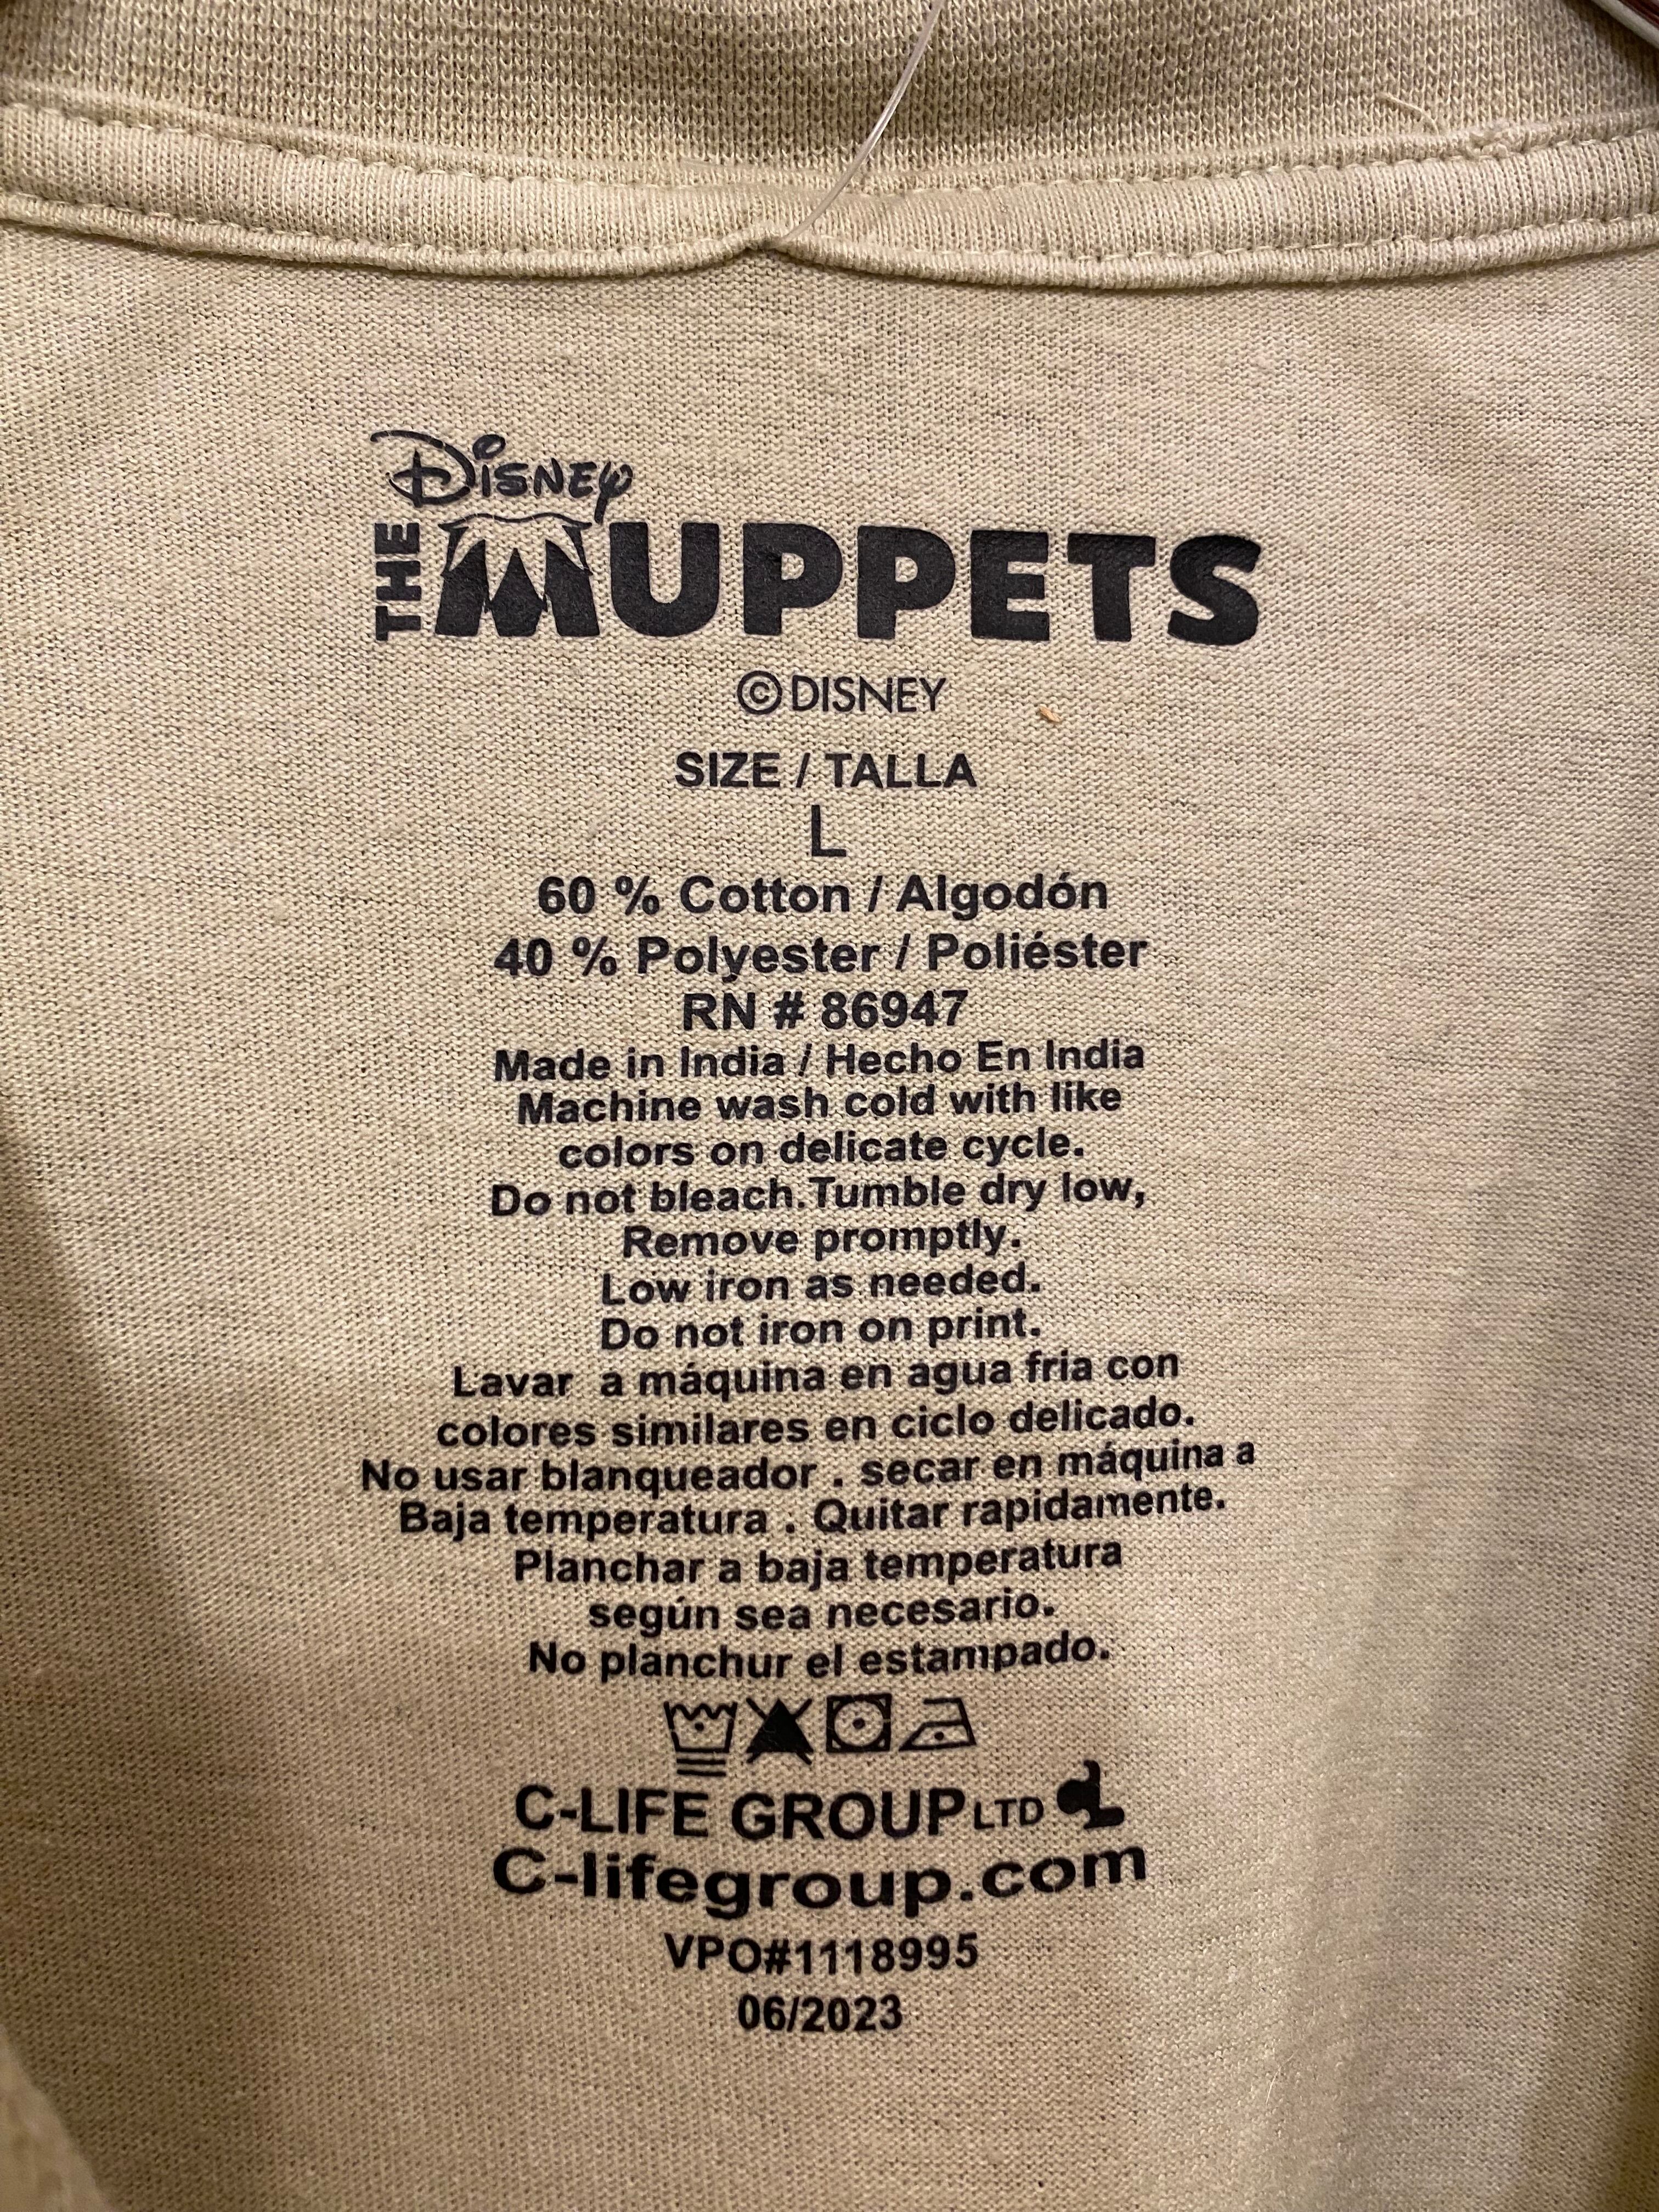 Disney
THE MUPPETS
©DISNEY
SIZE / TALLA
L
60 % Cotton / Algodón
40 % Polyester / Poliéster
RN # 86947
Made in India / Hecho En India
Machine wash cold with like
colors on delicate cycle.
Do not bleach.Tumble dry low,
Remove promptly.
Low iron as needed.
Do not iron on print.
Lavar a máquina en agua fria con
colores similares en ciclo delicado.
No usar blanqueador . secar en máquina a
Baja temperatura . Quitar rapidamente.
Planchar a baja temperatura
según sea necesario.
No planchur el estampado.
C-LIFE GROUP LTD
C-lifegroup.com
VPO#1118995
06/2023